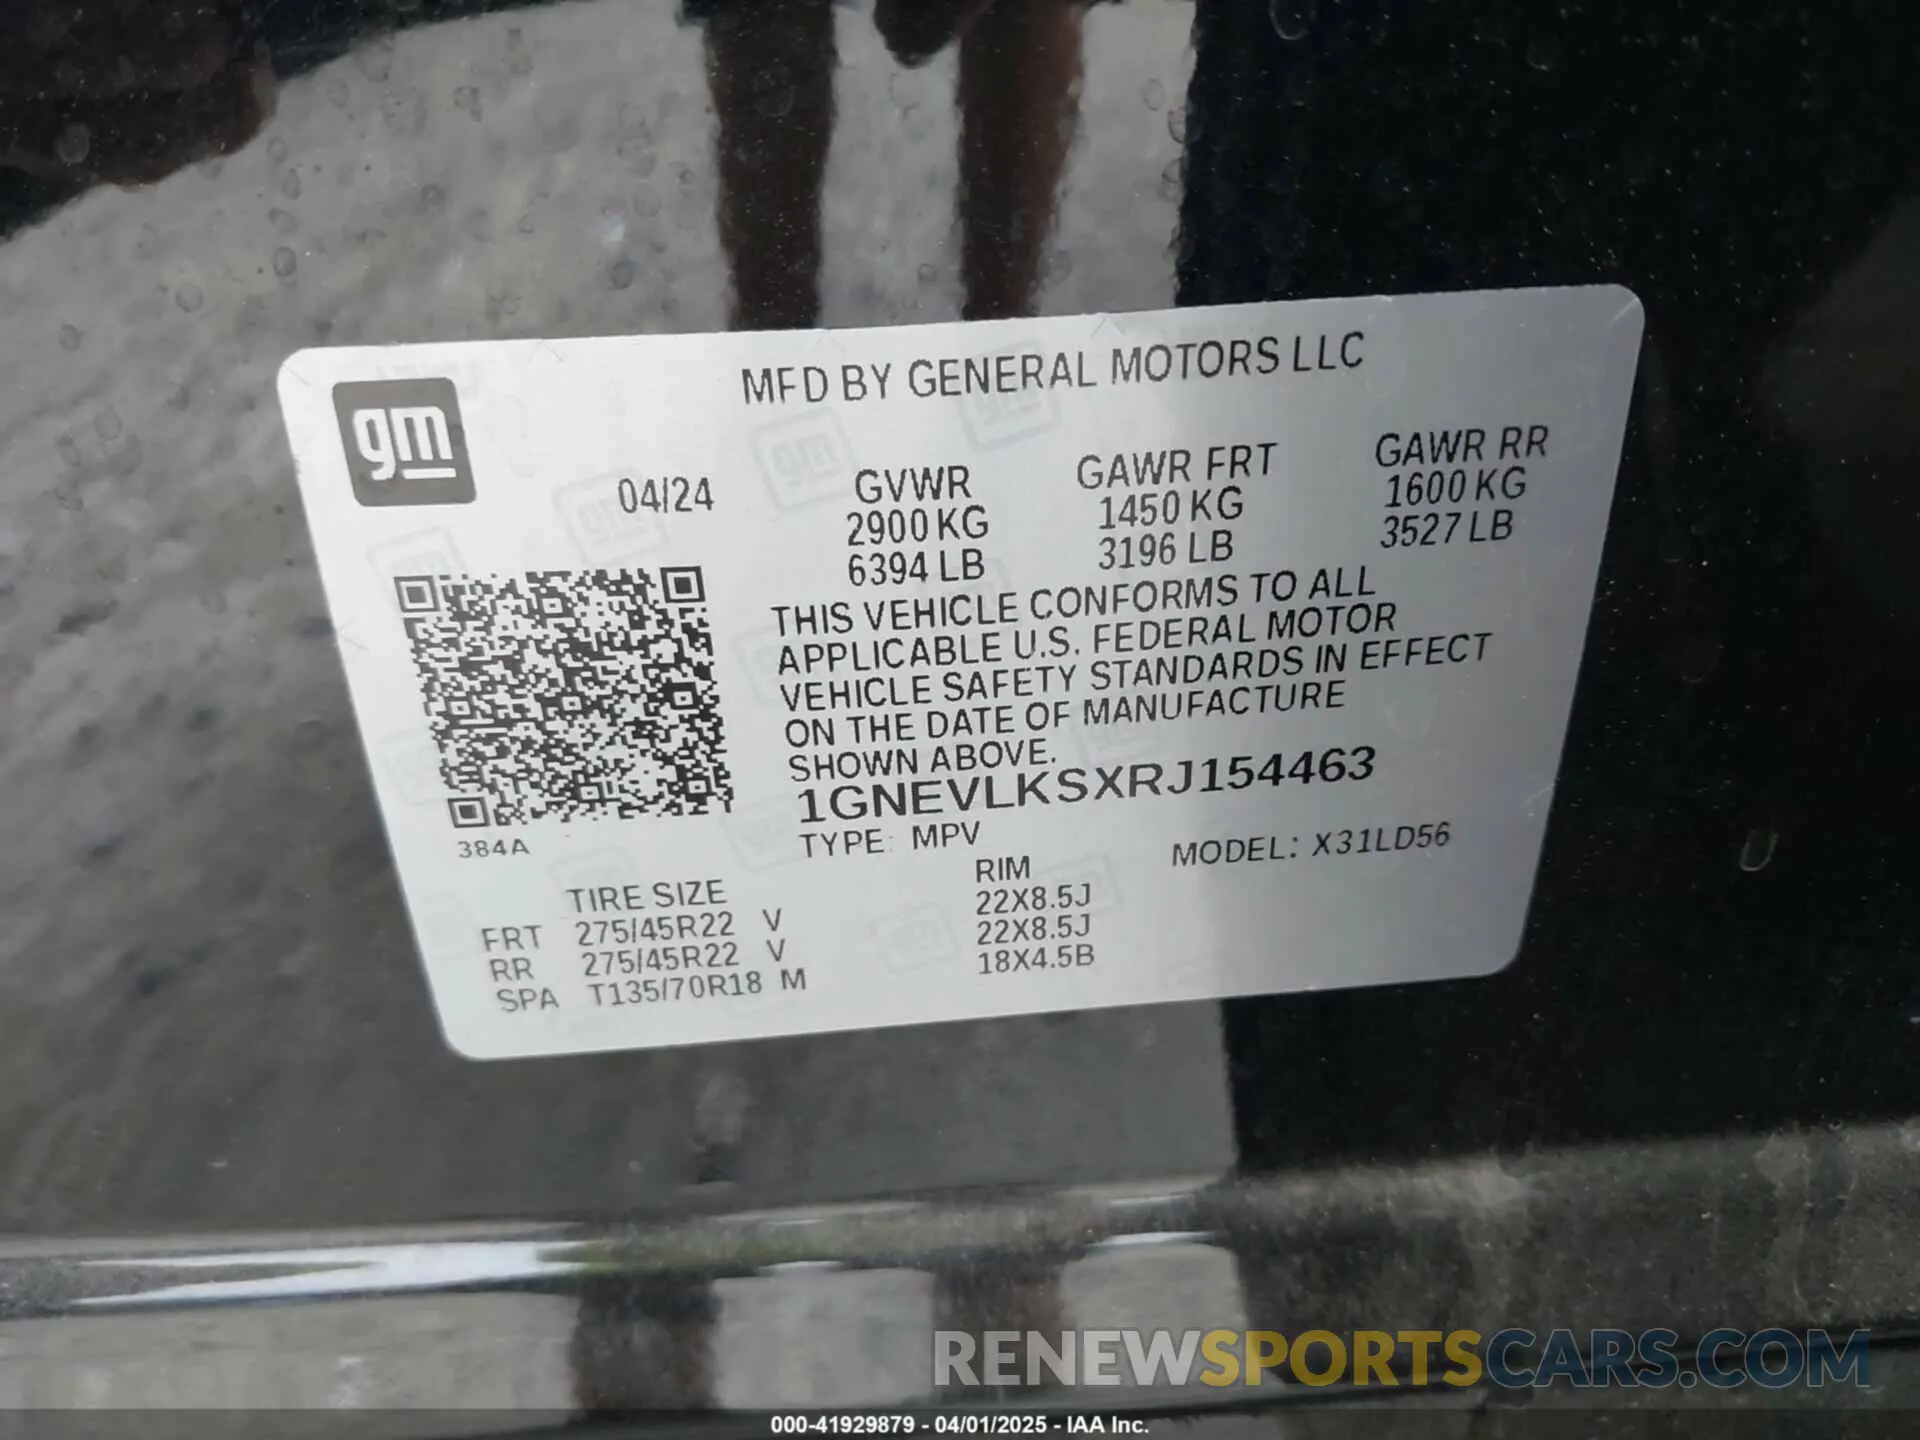 MFD BY GENERAL MOTORS LLC
gm
04/24
GVWR
2900 KG
6394 LB
GAWR FRT
1450 KG
3196 LB
GAWR RR
1600 KG
3527 LB
THIS VEHICLE CONFORMS TO ALL
APPLICABLE U.S. FEDERAL MOTOR
VEHICLE SAFETY STANDARDS IN EFFECT
ON THE DATE OF MANUFACTURE
SHOWN ABOVE.
1GNEVLKSXRJ154463
384A
TYPE: MPV
MODEL: X31LD56
TIRE SIZE RIM
FRT 275/45R22 V 22X8.5J
RR 275/45R22 V 22X8.5J
SPA T135/70R18 M 18X4.5B
RENEWSPORTSCARS.COM
000-41929879 - 04/01/2025 - IAA Inc.